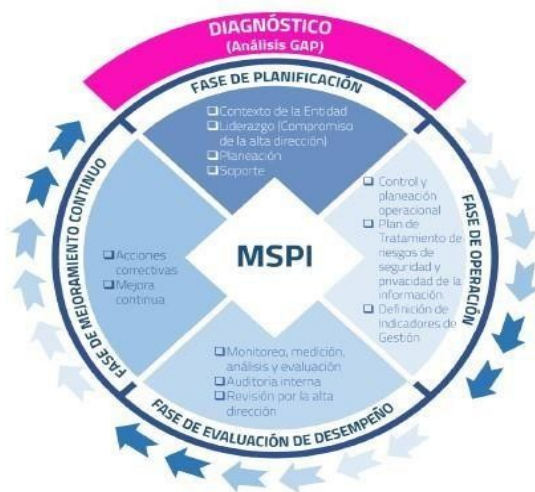 DIAGNÓSTICO
(Análisis GAP)
FASE DE PLANIFICACIÓN
Contexto de la Entidad
Liderazgo (Compromiso
de la alta dirección)
Planeación
Soporte
Control y
planeación
operacional
Plan de
Tratamiento de
riesgos de
seguridad y
privacidad de la
información
Definición de
Indicadores de
Gestión
FASE DE OPERACIÓN
MSPI
Acciones
correctivas
Mejora
continua
FASE DE MEJORAMIENTO CONTINUO
Monitoreo, medición,
análisis y evaluación
Auditoria interna
Revisión por la alta
dirección
FASE DE EVALUACIÓN DE DESEMPEÑO